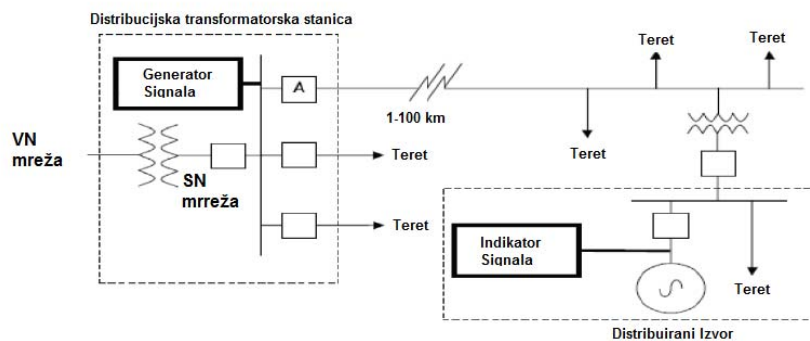 Distribucijska transformatorska stanica
Generator
Signala
A
Teret
Teret
1-100 km
VN
mreža
Teret
Teret
SN
mrreža
Teret
Indikator
Signala
Teret
Distribuirani Izvor